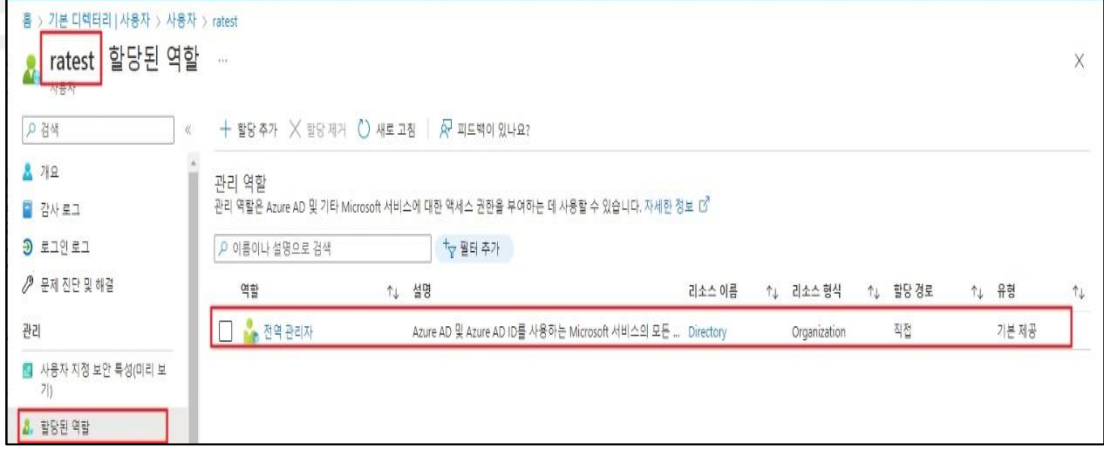 홈 > 기본 디렉터리 | 사용자 > 사용자 > ratest
ratest 할당된 역할 ...
사용자
검색 «
+ 할당 추가 × 할당 제거 새로 고침 | 피드백이 있나요?
개요
감사 로그
로그인 로그
문제 진단 및 해결
관리
사용자 지정 보안 특성(미리 보
기)
할당된 역할
관리 역할
관리 역할은 Azure AD 및 기타 Microsoft 서비스에 대한 액세스 권한을 부여하는 데 사용할 수 있습니다. 자세한 정보
이름이나 설명으로 검색 필터 추가
역할 ↑↓ 설명 리소스 이름 ↑↓ 리소스 형식 ↑↓ 할당 경로 ↑↓ 유형 ↑↓
전역 관리자 Azure AD 및 Azure AD ID를 사용하는 Microsoft 서비스의 모든 ... Directory Organization 직접 기본 제공